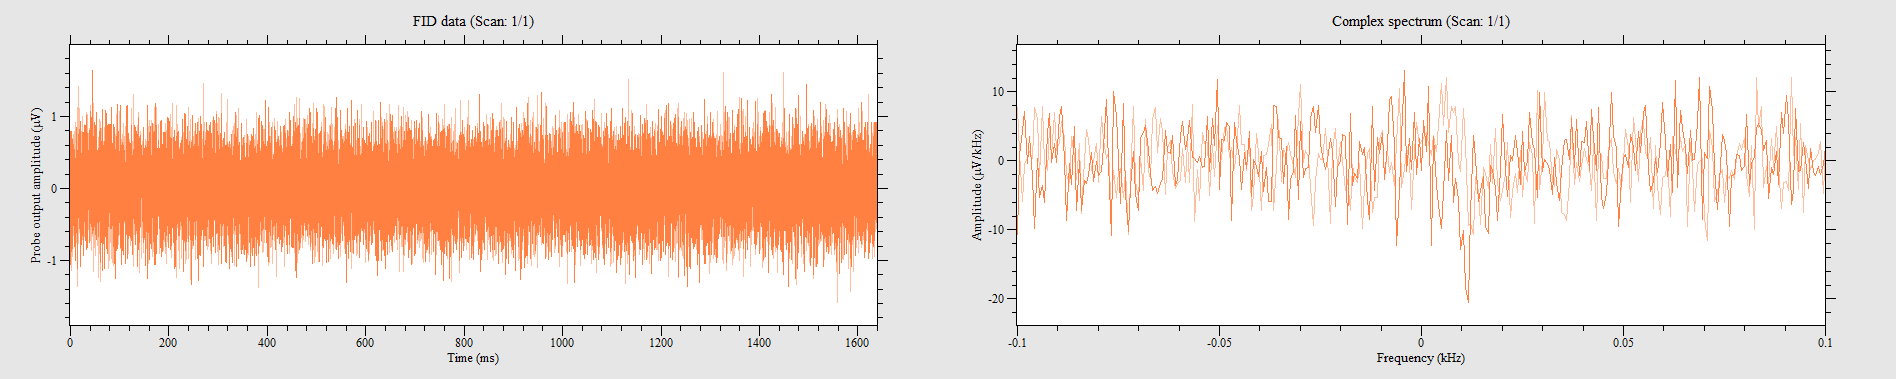 FID data (Scan: 1/1)
Probe output amplitude (µV)
1
0
-1
0 200 400 600 800 1000 1200 1400 1600
Time (ms)
Complex spectrum (Scan: 1/1)
Amplitude (µV/kHz)
10
0
-10
-20
-0.1 -0.05 0 0.05 0.1
Frequency (kHz)